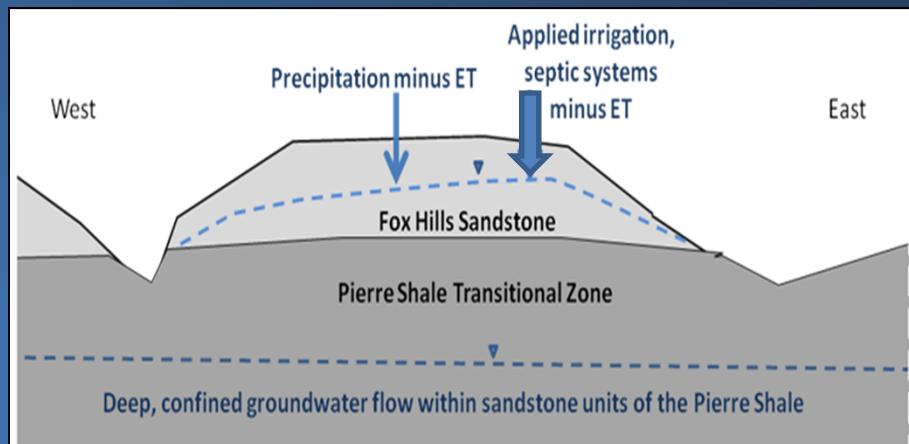 Applied irrigation,
septic systems
minus ET
Precipitation minus ET
West
East
Fox Hills Sandstone
Pierre Shale Transitional Zone
Deep, confined groundwater flow within sandstone units of the Pierre Shale